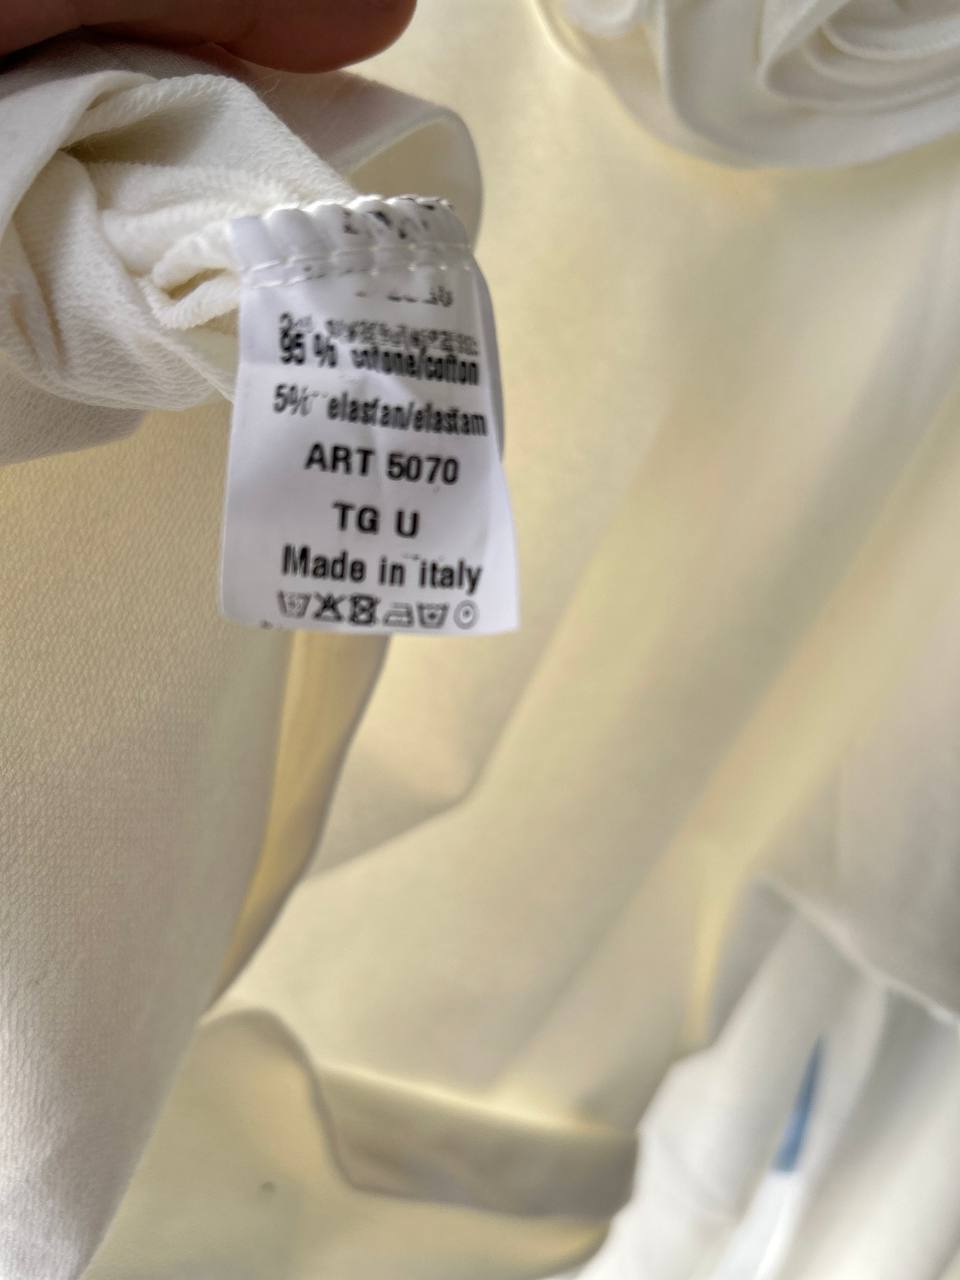 95 % cotone/cotton
5% elastan/elastam
ART 5070
TG U
Made in italy